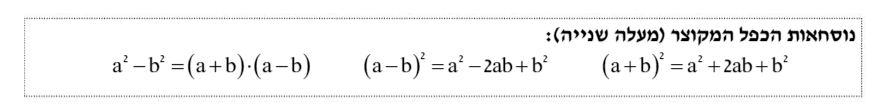 נוסחאות הכפל המקוצר (מעלה שנייה):
(a+b)² = a² + 2ab + b² (a−b)² = a² − 2ab + b² a² − b² = (a+b)·(a−b)